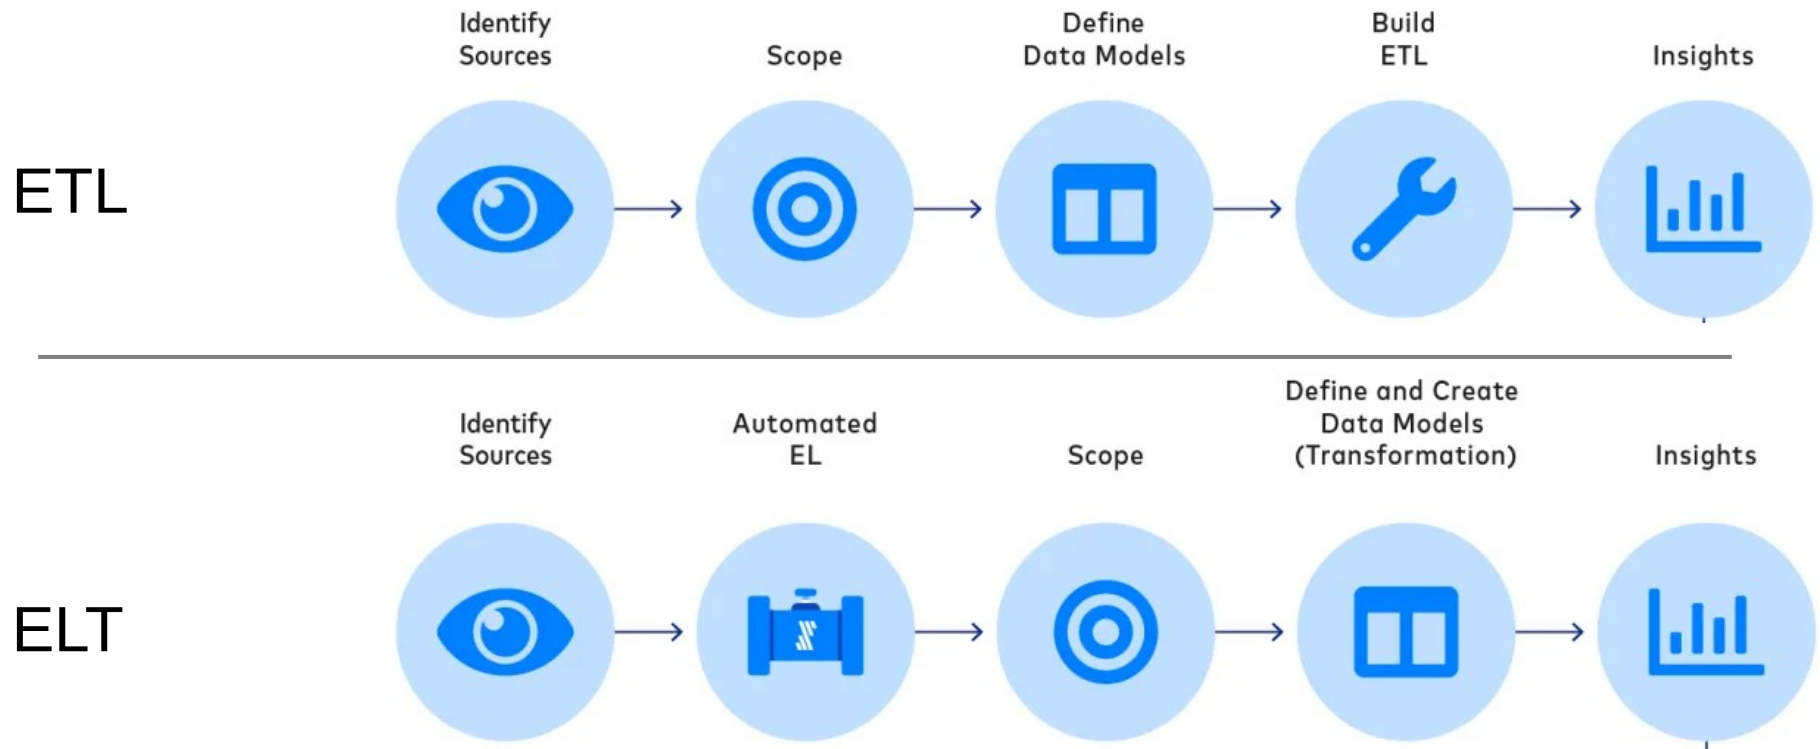 Identify
Sources
Scope
Define
Data Models
Build
ETL
Insights
ETL
Identify
Sources
Automated
EL
Scope
Define and Create
Data Models
(Transformation)
Insights
ELT